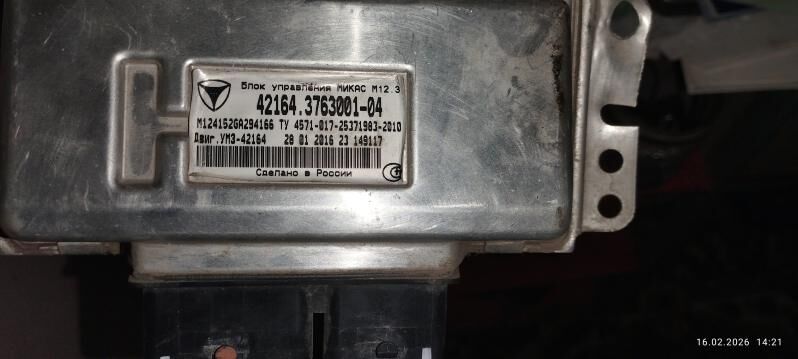 Блок управления МИКАС М12.3
42164.3763001-04
M124152GA294166 ТУ 4571-017-25371983-2010
Двиг.УМЗ-42164 28 01 2016 23 149117
Сделано в России
16.02.2026 14:21